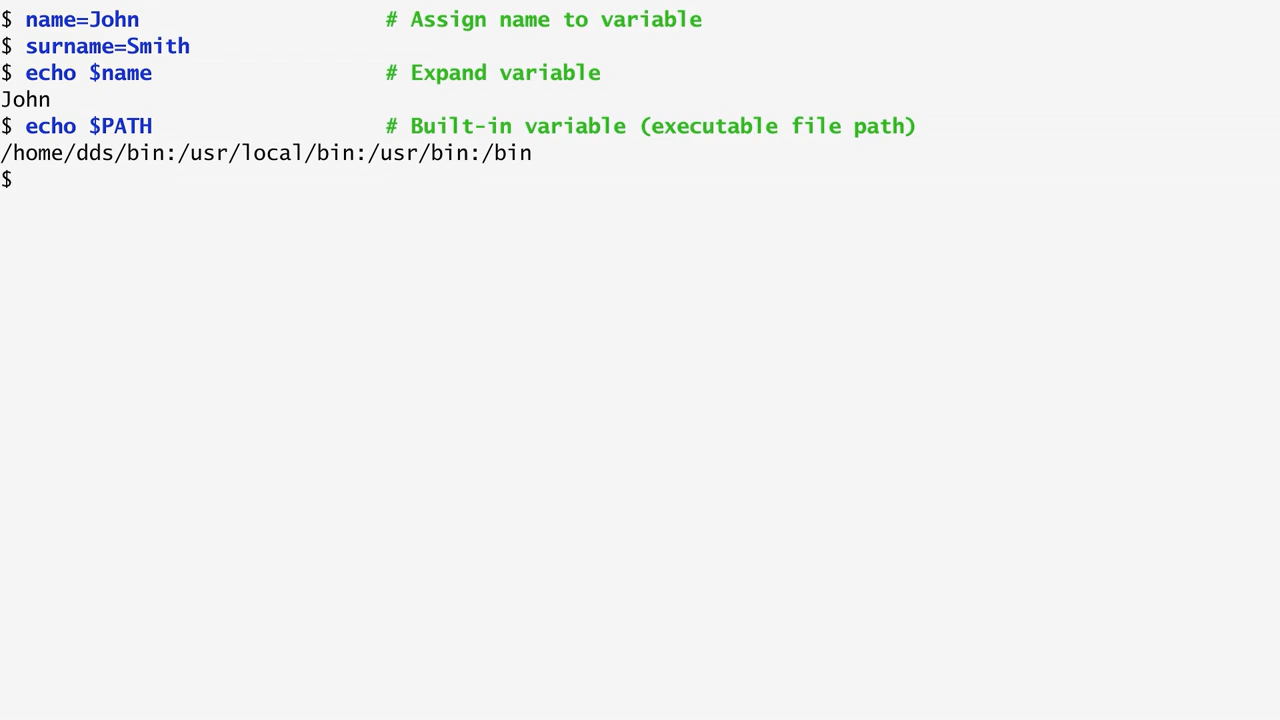 $ name=John # Assign name to variable
$ surname=Smith
$ echo $name # Expand variable
John
$ echo $PATH # Built-in variable (executable file path)
/home/dds/bin:/usr/local/bin:/usr/bin:/bin
$